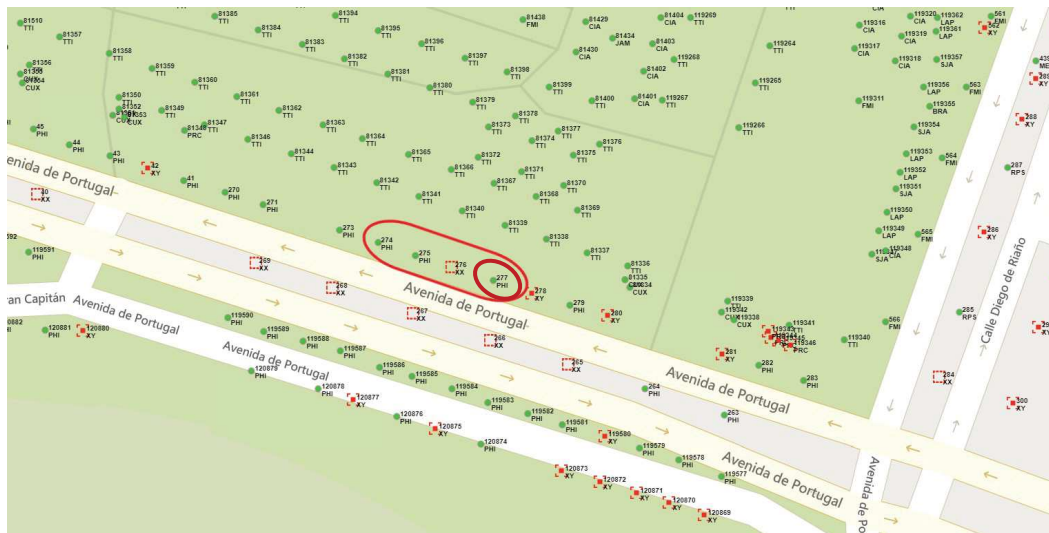 81510
TTI
81357
TTI
81385
TTI
81384
TTI
81394
TTI
81395
TTI
81383
TTI
81396
TTI
81382
TTI
81397
TTI
81381
TTI
81398
TTI
81380
TTI
81399
TTI
81379
TTI
81438
FMI
81429
CIA
81434
JAM
81430
CIA
81404
CIA
81403
CIA
81402
CIA
81401
CIA
81400
TTI
119269
TTI
119268
TTI
119267
TTI
119264
TTI
119265
TTI
119266
TTI
119316
CIA
119317
CIA
119320
CIA
119319
CIA
119318
CIA
119311
FMI
119362
LAP
119361
LAP
119357
SJA
119356
LAP
119355
BRA
119354
SJA
119353
LAP
119352
LAP
119351
SJA
119350
LAP
119349
LAP
119348
CIA
561
FMI
562
XY
563
FMI
564
FMI
565
FMI
566
FMI
288
XY
287
RPS
286
XY
285
RPS
284
XX
300
XY
81358
TTI
81359
TTI
81360
TTI
81361
TTI
81362
TTI
81363
TTI
81364
TTI
81365
TTI
81366
TTI
81367
TTI
81368
TTI
81369
TTI
81370
TTI
81371
TTI
81372
TTI
81373
TTI
81374
TTI
81375
TTI
81376
TTI
81377
TTI
81378
TTI
81356
81350
TTI
81352
81349
TTI
81348
PRC
81347
TTI
81346
TTI
81344
TTI
81343
TTI
81342
TTI
81341
TTI
81340
TTI
81339
TTI
81338
TTI
81337
TTI
81336
TTI
81335
CUX
45
PHI
44
PHI
43
PHI
42
XY
41
PHI
40
XX
270
PHI
271
PHI
273
PHI
274
PHI
275
PHI
276
XX
277
PHI
278
XY
279
PHI
280
XY
281
XY
282
PHI
283
PHI
119339
TTI
119342
CUX
119338
CUX
119343
119341
TTI
119346
PRC
119340
TTI
269
XX
268
XX
267
XX
266
XX
265
XX
264
PHI
263
PHI
119591
PHI
119590
PHI
119589
PHI
119588
PHI
119587
PHI
119586
PHI
119585
PHI
119584
PHI
119583
PHI
119582
PHI
119581
PHI
119580
XY
119579
PHI
119578
PHI
119577
PHI
120881
PHI
120880
XY
120879
PHI
120878
PHI
120877
XY
120876
PHI
120875
XY
120874
PHI
120873
XY
120872
XY
120871
XY
120870
XY
120869
XY
Avenida de Portugal
Avenida de Portugal
Avenida de Portugal
Avenida de Portugal
Avenida de Portugal
Avenida de Portugal
ran Capitán
Calle Diego de Riaño
Avenida de Po